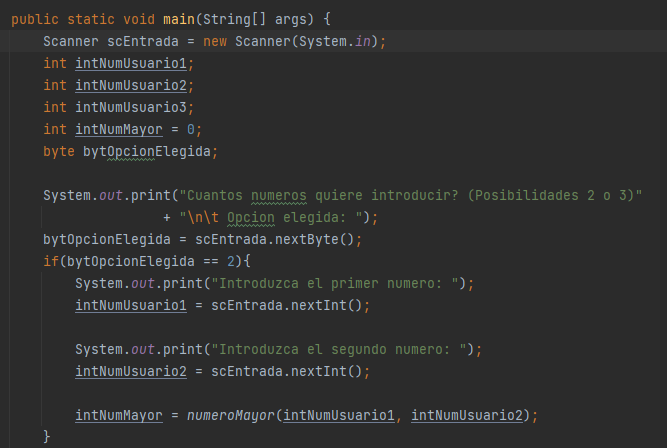 public static void main(String[] args) {
Scanner scEntrada = new Scanner(System.in);
int intNumUsuario1;
int intNumUsuario2;
int intNumUsuario3;
int intNumMayor = 0;
byte bytOpcionElegida;
System.out.print("Cuantos numeros quiere introducir? (Posibilidades 2 o 3)"
+ "\n\t Opcion elegida: ");
bytOpcionElegida = scEntrada.nextByte();
if(bytOpcionElegida == 2){
System.out.print("Introduzca el primer numero: ");
intNumUsuario1 = scEntrada.nextInt();
System.out.print("Introduzca el segundo numero: ");
intNumUsuario2 = scEntrada.nextInt();
intNumMayor = numeroMayor(intNumUsuario1, intNumUsuario2);
}